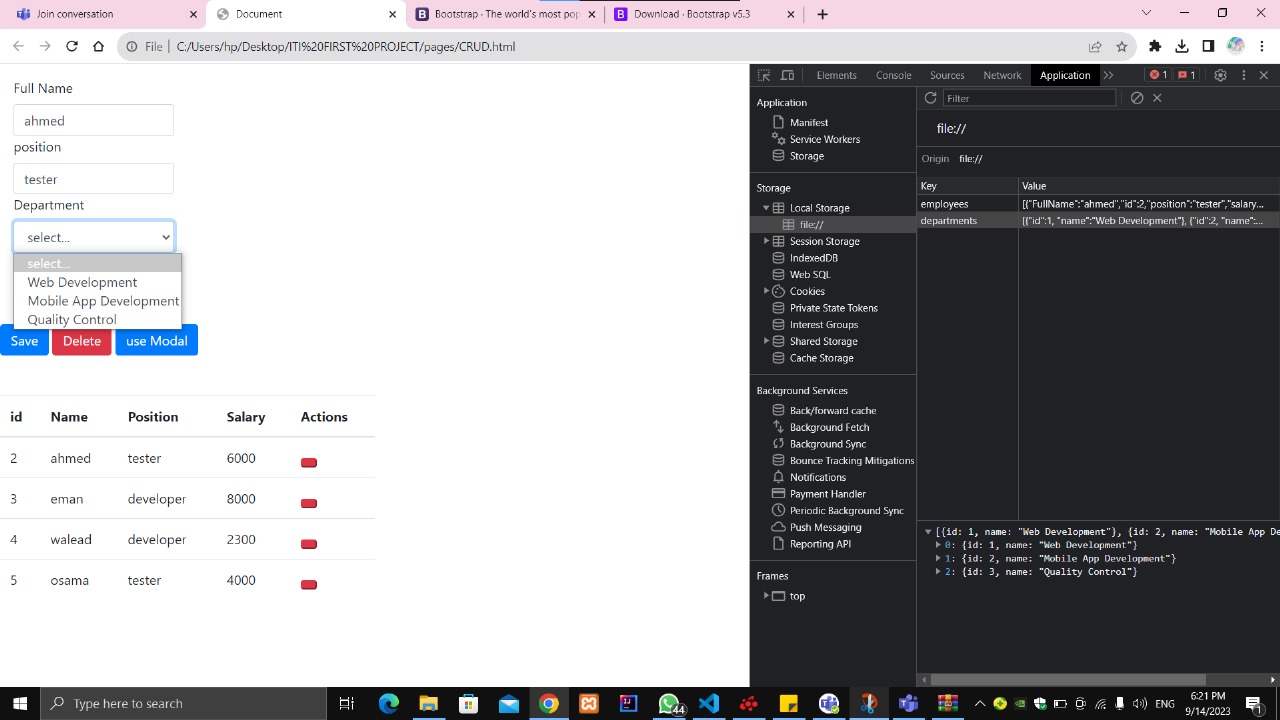 Join conversation
Document
Bootstrap · The world's most pop
Download · Bootstrap v5.3
File
C:/Users/hp/Desktop/ITI%20FIRST%20PROJECT/pages/CRUD.html
Full Name
ahmed
position
tester
Department
select...
select...
Web Development
Mobile App Development
Quality Control
Save
Delete
use Modal
id Name Position Salary Actions
2 ahmed tester 6000
3 eman developer 8000
4 walead developer 2300
5 osama tester 4000
Elements Console Sources Network Application 1 1
Application
Manifest
Service Workers
Storage
Storage
Local Storage
file://
Session Storage
IndexedDB
Web SQL
Cookies
Private State Tokens
Interest Groups
Shared Storage
Cache Storage
Background Services
Back/forward cache
Background Fetch
Background Sync
Bounce Tracking Mitigations
Notifications
Payment Handler
Periodic Background Sync
Push Messaging
Reporting API
Frames
top
Filter
file://
Origin file://
Key Value
employees [{"FullName":"ahmed","id":2,"position":"tester","salary...
departments [{"id":1, "name":"Web Development"}, {"id":2, "name":...
[{id: 1, name: "Web Development"}, {id: 2, name: "Mobile App De
0: {id: 1, name: "Web Development"}
1: {id: 2, name: "Mobile App Development"}
2: {id: 3, name: "Quality Control"}
Type here to search
44
ENG
6:21 PM
9/14/2023
1